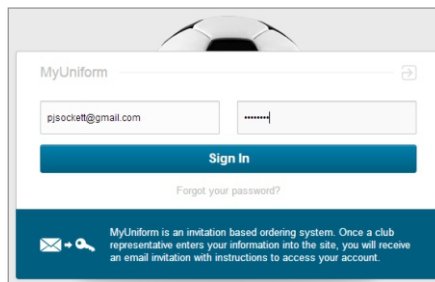 MyUniform
pjsockett@gmail.com ••••••••
Sign In
Forgot your password?
MyUniform is an invitation based ordering system. Once a club
representative enters your information into the site, you will receive
an email invitation with instructions to access your account.